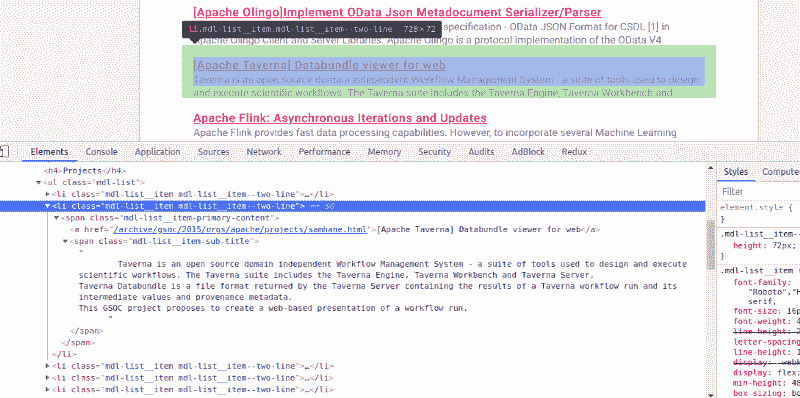 [Apache Olingo]Implement OData Json Metadocument Serializer/Parser
li.mdl-list__item.mdl-list__item--two-line 728×72
specification - OData JSON Format for CSDL [1] in
Apache Olingo Client and Server Libraries. Apache Olingo is a protocol implementation of the OData V4
[Apache Taverna] Databundle viewer for web
Taverna is an open source domain independent Workflow Management System - a suite of tools used to design
and execute scientific workflows. The Taverna suite includes the Taverna Engine, Taverna Workbench and
Apache Flink: Asynchronous Iterations and Updates
Apache Flink provides fast data processing capabilities. However, to incorporate several Machine Learning
Elements Console Application Sources Network Performance Memory Security Audits AdBlock Redux
<h4>Projects</h4>
▼<ul class="mdl-list">
▶<li class="mdl-list__item mdl-list__item--two-line">…</li>
▼<li class="mdl-list__item mdl-list__item--two-line"> == $0
▼<span class="mdl-list__item-primary-content">
<a href="/archive/gsoc/2015/orgs/apache/projects/samhane.html">[Apache Taverna] Databundle viewer for web</a>
▼<span class="mdl-list__item-sub-title">
"
Taverna is an open source domain independent Workflow Management System - a suite of tools used to design and execute
scientific workflows. The Taverna suite includes the Taverna Engine, Taverna Workbench and Taverna Server.
Taverna Databundle is a file format returned by the Taverna Server containing the results of a Taverna workflow run and its
intermediate values and provenance metadata.
This GSOC project proposes to create a web-based presentation of a workflow run.
"
</span>
</span>
</li>
▶<li class="mdl-list__item mdl-list__item--two-line">…</li>
▶<li class="mdl-list__item mdl-list__item--two-line">…</li>
▶<li class="mdl-list__item mdl-list__item--two-line">…</li>
Styles Compute
Filter
element.style {
}
.mdl-list__item--
height: 72px;
}
.mdl-list__item
font-family:
"Roboto","H
serif;
font-size: 16p
font-weight: 4
line-height: 2
letter-spacing
line-height: 1
display: -webk
display: flex;
min-height: 48
box-sizing: bo